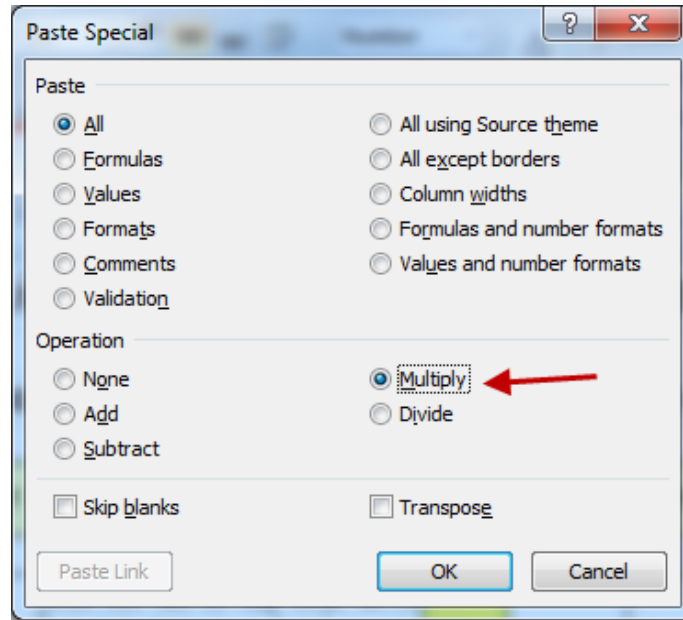 Paste Special
?
X
Paste
All
All using Source theme
Formulas
All except borders
Values
Column widths
Formats
Formulas and number formats
Comments
Values and number formats
Validation
Operation
None
Multiply
Add
Divide
Subtract
Skip blanks
Transpose
Paste Link
OK
Cancel